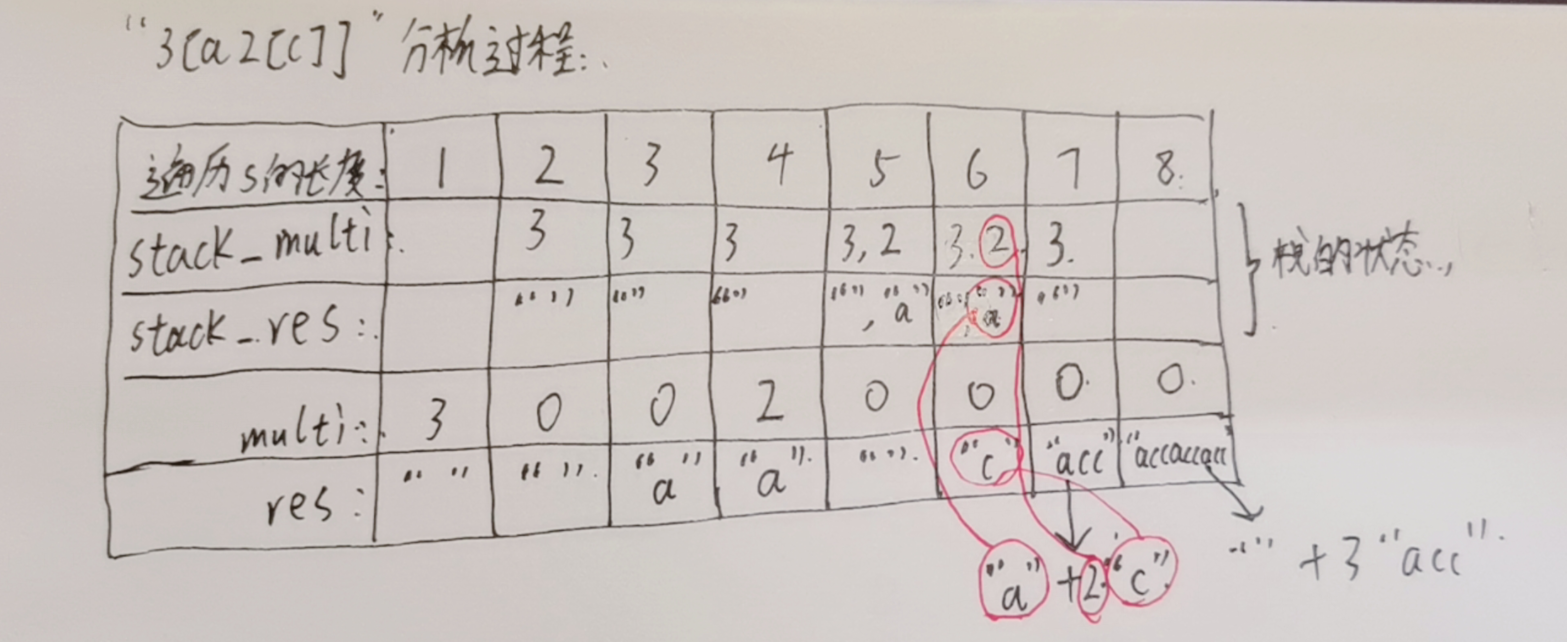 “3[a2[c]]”分析过程:
遍历s的长度: 1 2 3 4 5 6 7 8.
stack_multi: 3 3 3 3,2 3.2 3.
栈的状态.,
stack_res: “” “” “” “”,“a” “”,“a” “”
multi: 3 0 0 2 0 0 0. 0.
res: “” “”. “a” “a”. “”. “c” “acc” “accaccacc”
“a”+2“c” “”+3“acc”.